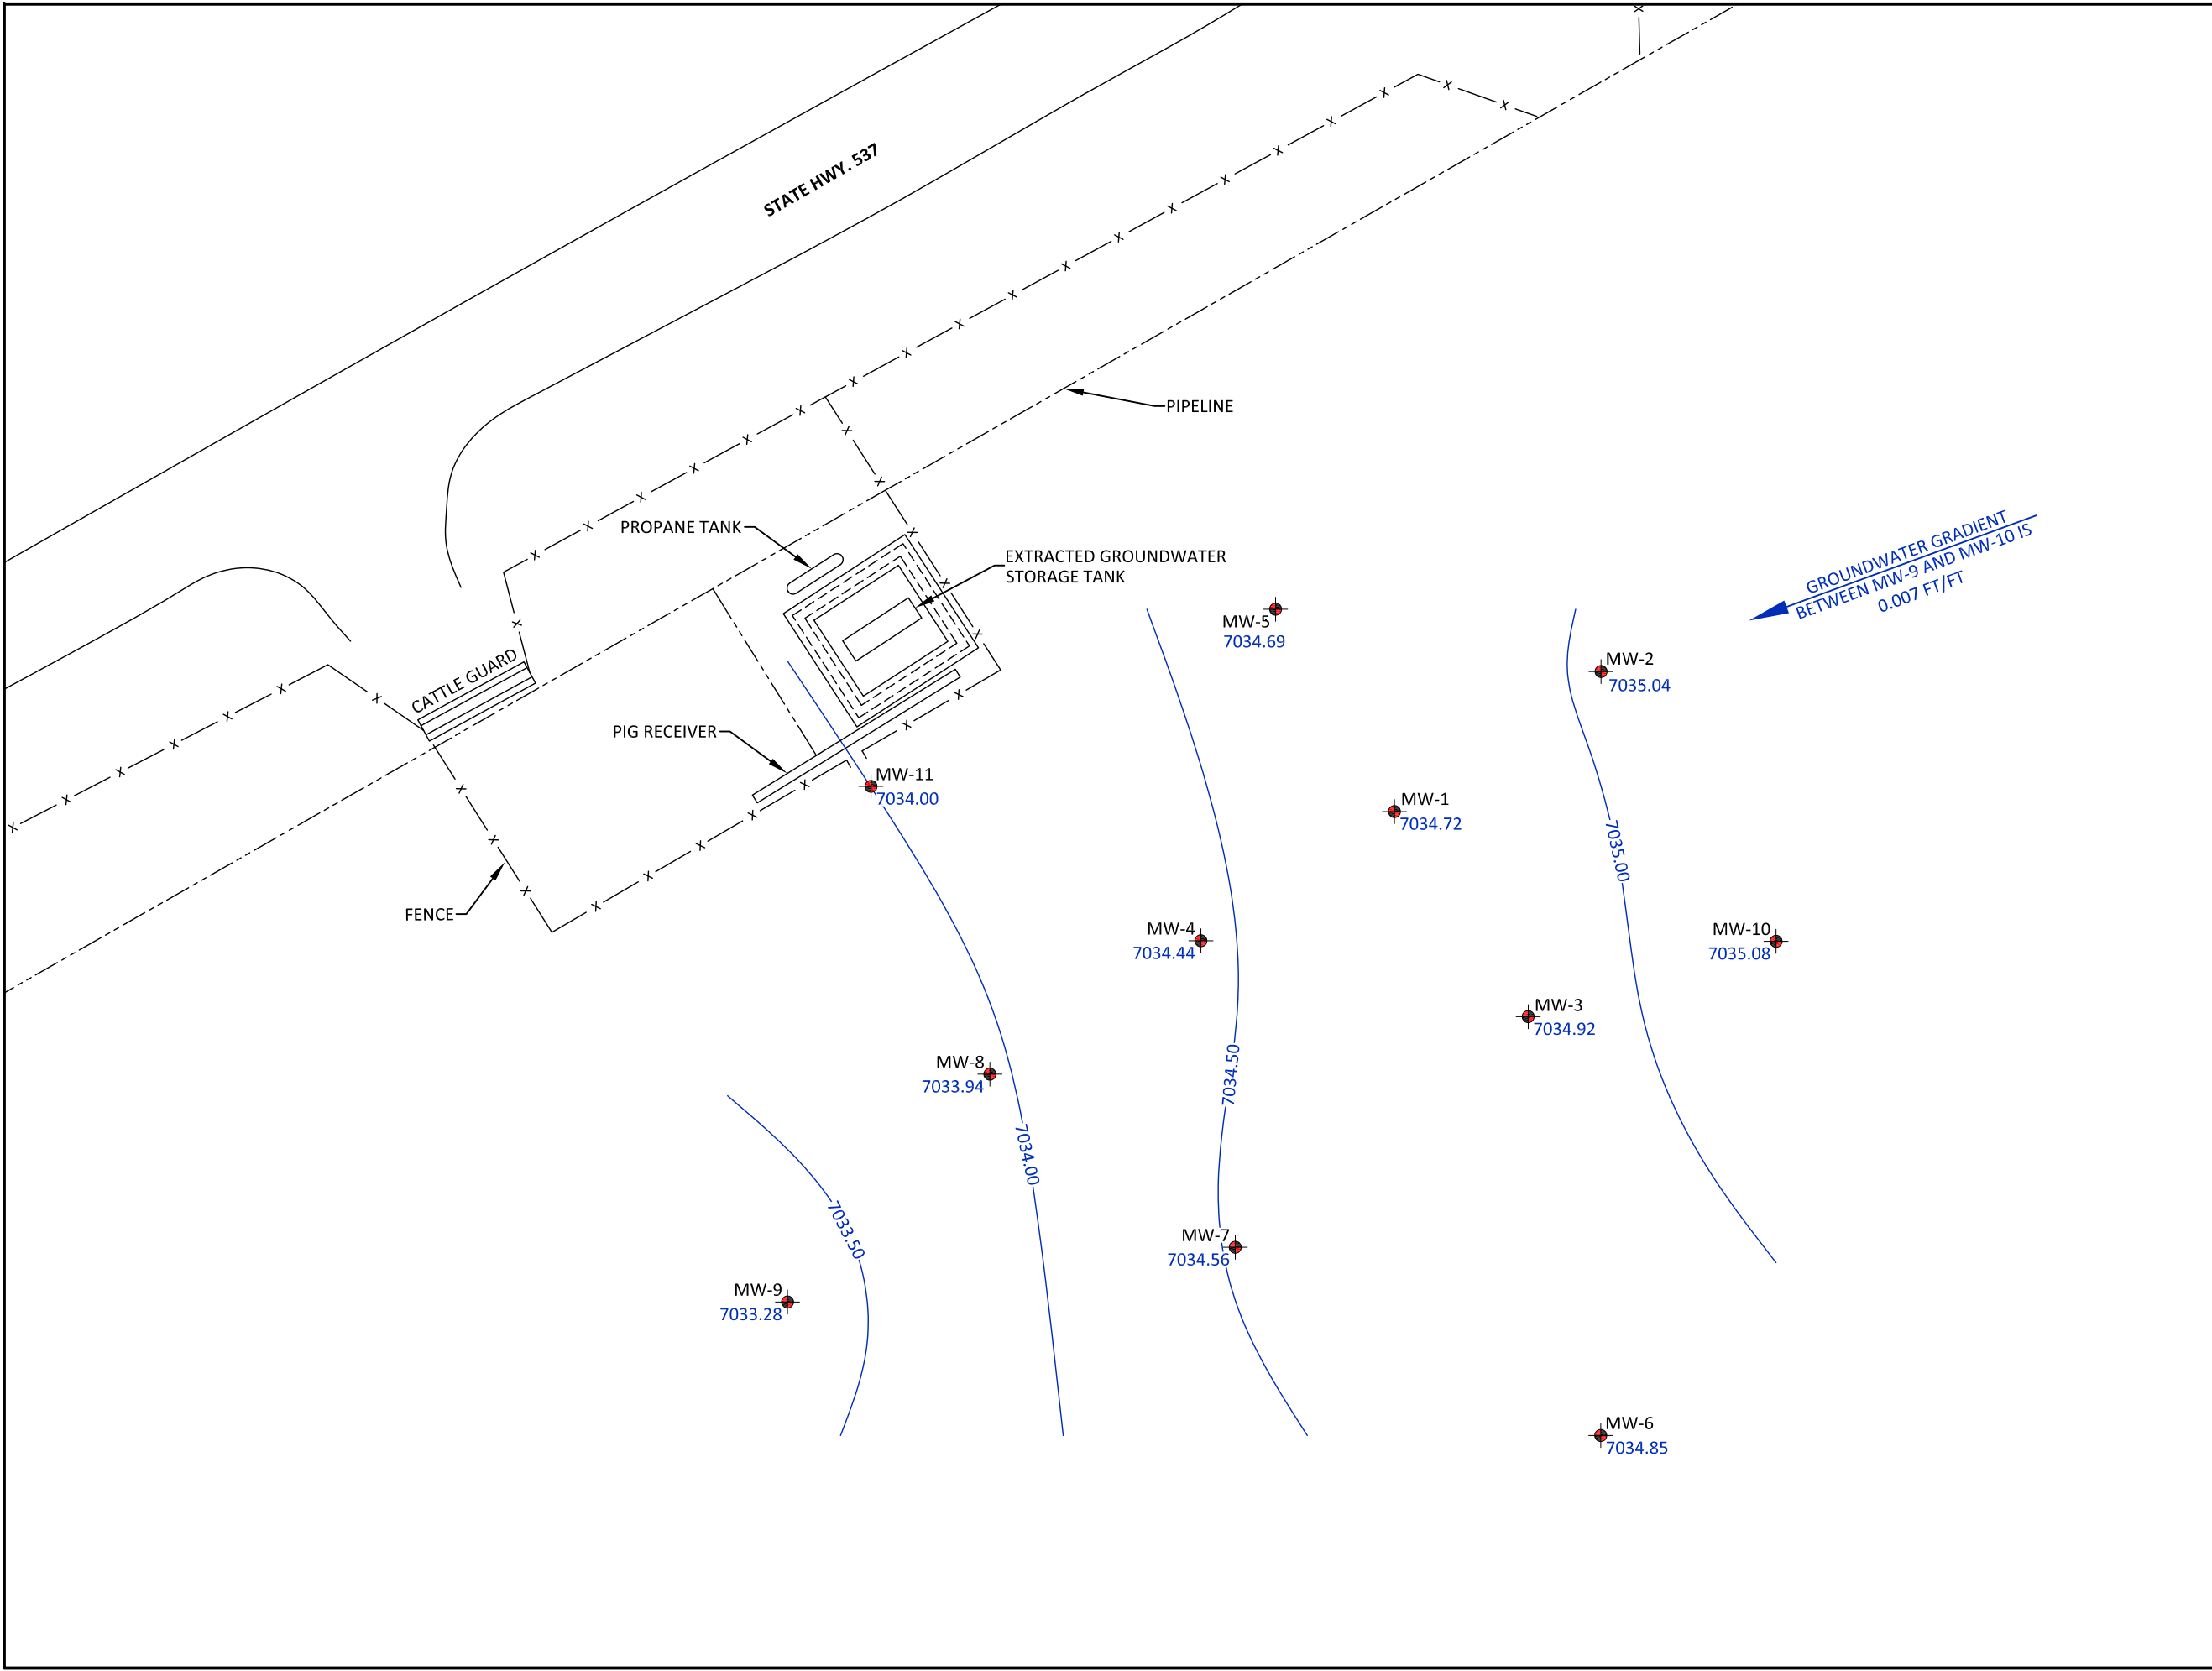 STATE HWY. 537
PIPELINE
PROPANE TANK
EXTRACTED GROUNDWATER
STORAGE TANK
GROUNDWATER GRADIENT
BETWEEN MW-9 AND MW-10 IS
0.007 FT/FT
MW-5
7034.69
MW-2
7035.04
CATTLE GUARD
PIG RECEIVER
MW-11
7034.00
MW-1
7034.72
7035.00
FENCE
MW-4
7034.44
MW-10
7035.08
MW-3
7034.92
MW-8
7033.94
7034.50
7034.00
7033.50
MW-7
7034.56
MW-9
7033.28
MW-6
7034.85